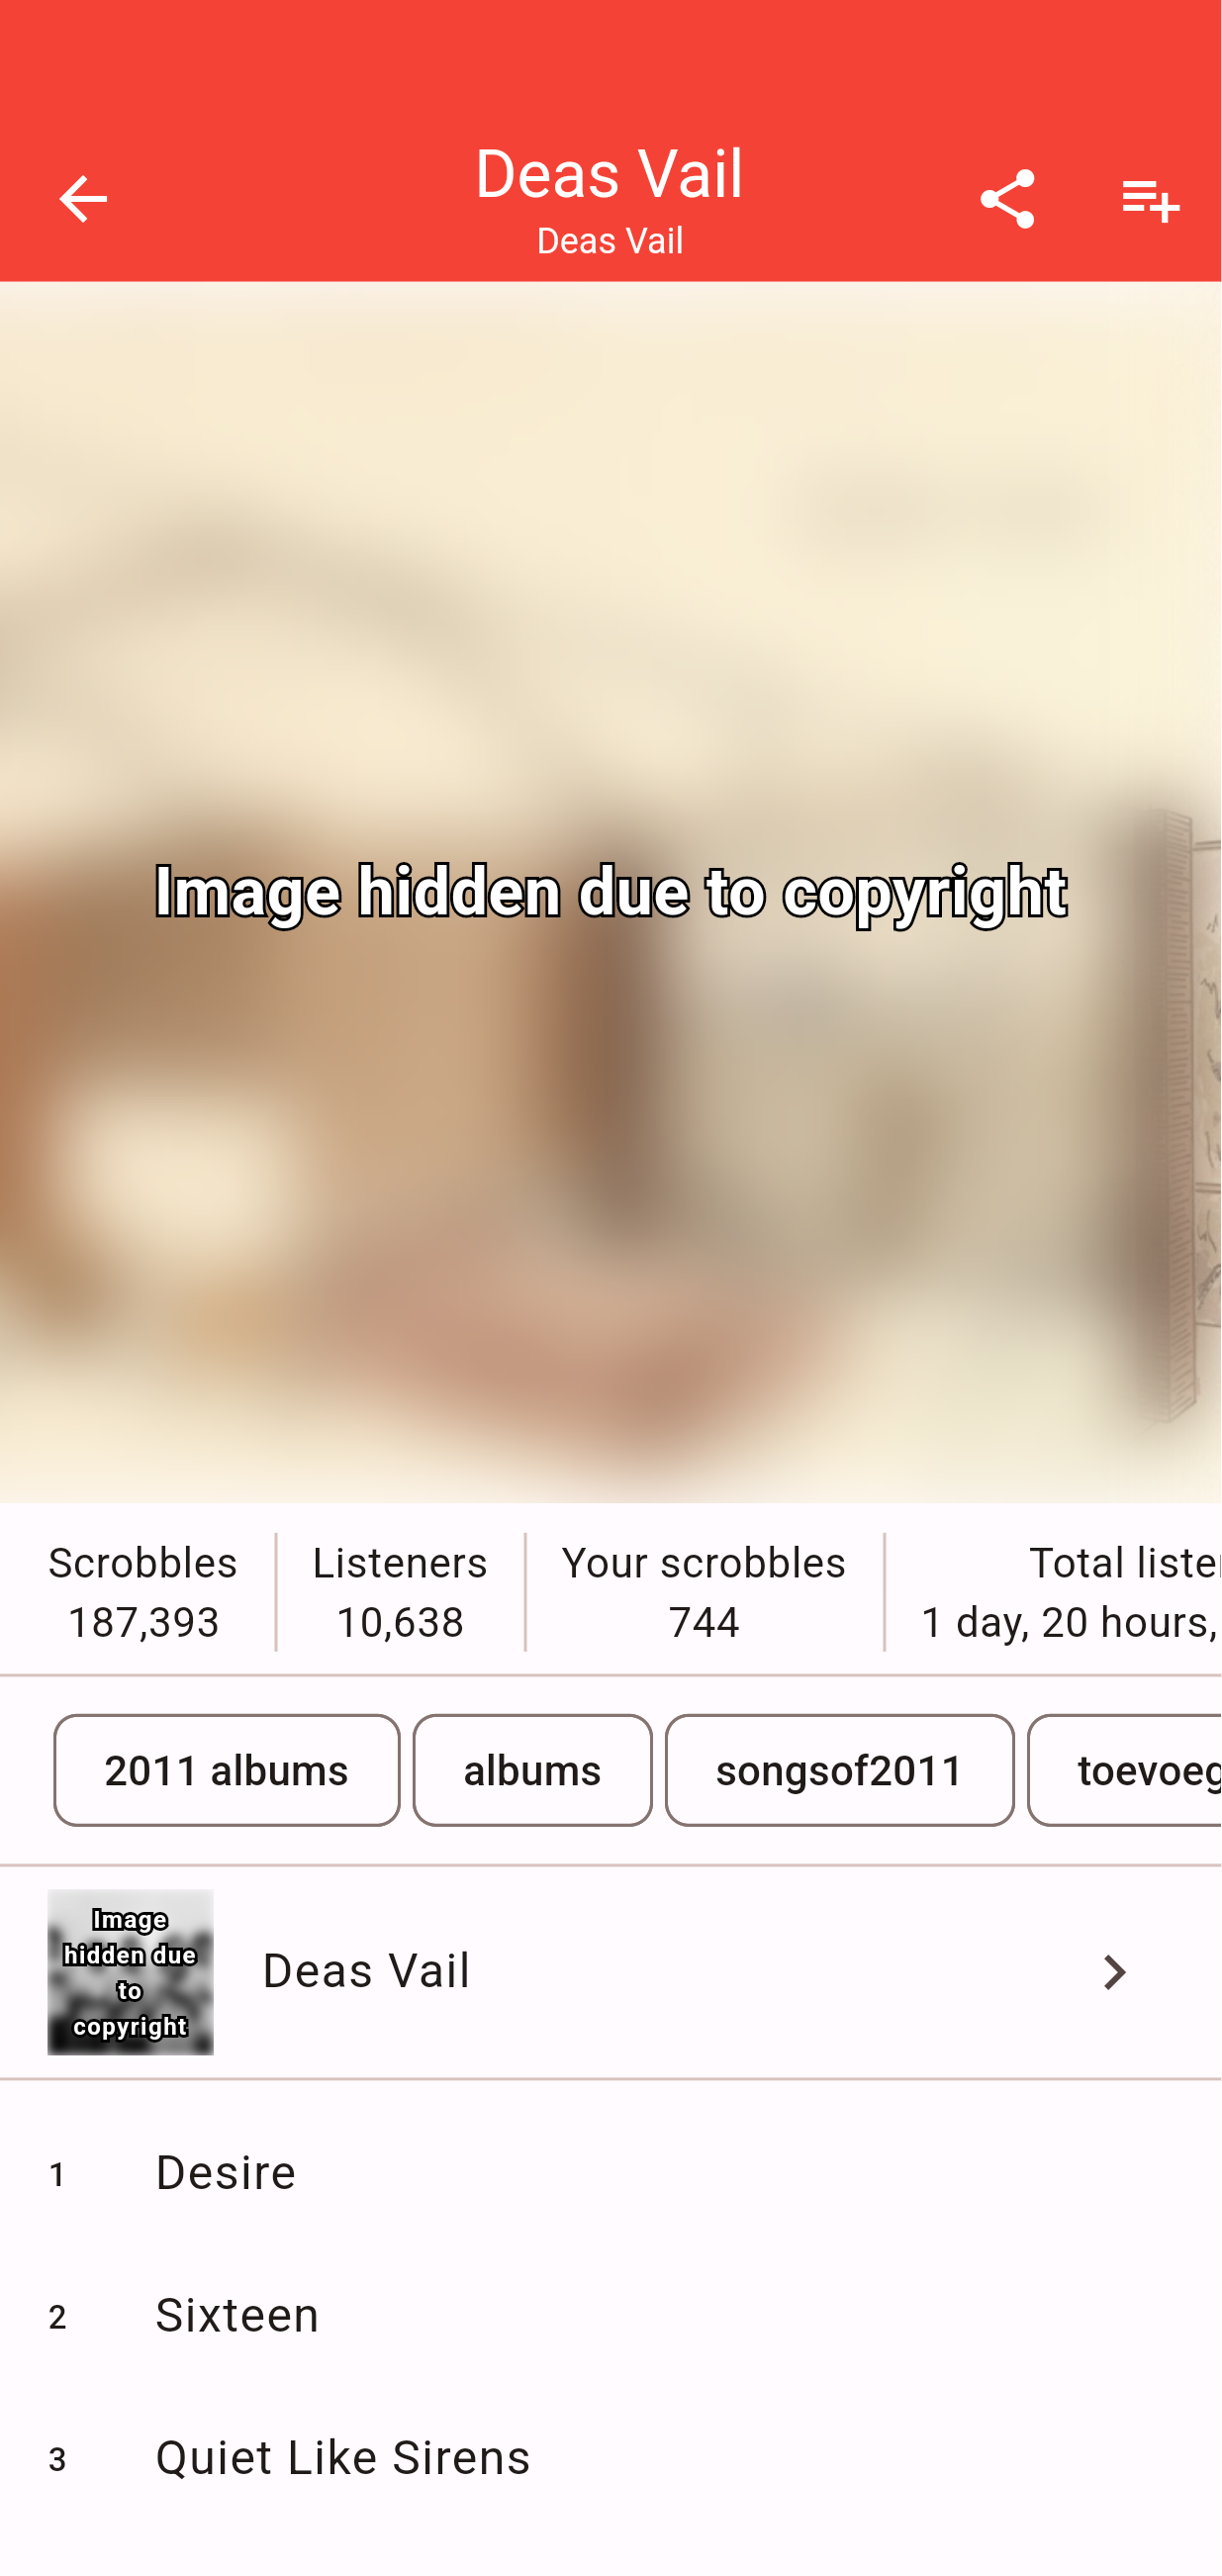 Deas Vail
Deas Vail
Image hidden due to copyright
Scrobbles
187,393
Listeners
10,638
Your scrobbles
744
Total
1 day, 20 hours,
2011 albums
albums
songsof2011
Image
hidden due
to
copyright
Deas Vail
1 Desire
2 Sixteen
3 Quiet Like Sirens